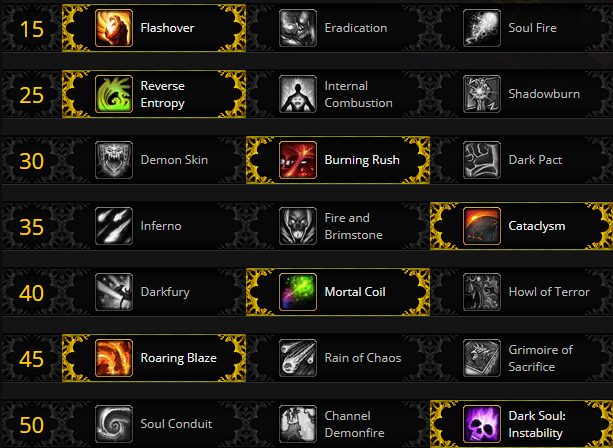 15 Flashover Eradication Soul Fire
25 Reverse Entropy Internal Combustion Shadowburn
30 Demon Skin Burning Rush Dark Pact
35 Inferno Fire and Brimstone Cataclysm
40 Darkfury Mortal Coil Howl of Terror
45 Roaring Blaze Rain of Chaos Grimoire of Sacrifice
50 Soul Conduit Channel Demonfire Dark Soul: Instability